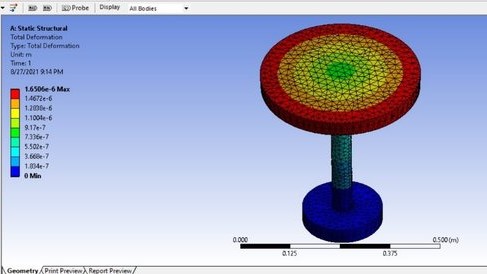 Probe Display All Bodies
A: Static Structural
Total Deformation
Type: Total Deformation
Unit: m
Time: 1
8/27/2021 9:14 PM
1.6506e-6 Max
1.4672e-6
1.2838e-6
1.1004e-6
9.17e-7
7.336e-7
5.502e-7
3.668e-7
1.834e-7
0 Min
0.000 0.500 (m)
0.125 0.375
Geometry Print Preview Report Preview